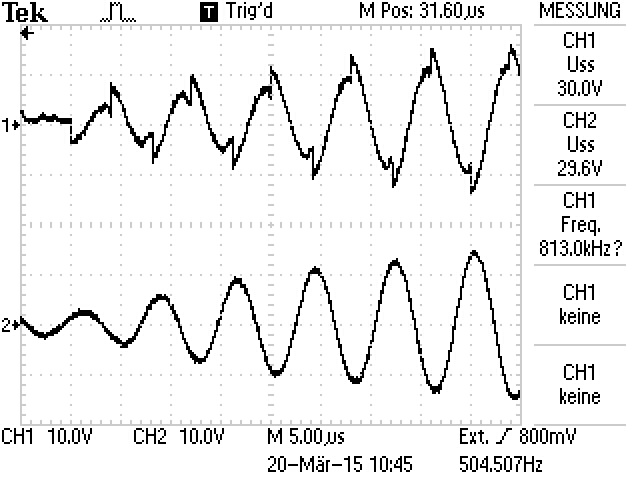 Tek T Trig'd M Pos: 31.60µs MESSUNG
CH1
Uss
30.0V
1
CH2
Uss
29.6V
CH1
Freq.
813.0kHz?
CH1
keine
2
CH1
keine
CH1 10.0V CH2 10.0V M 5.00µs Ext. 800mV
20-Mär-15 10:45 504.507Hz